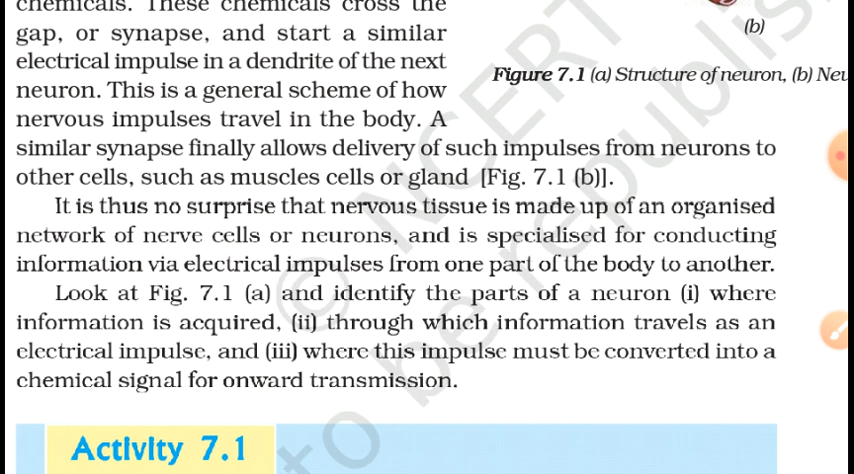 chemicals. These chemicals cross the
gap, or synapse, and start a similar
electrical impulse in a dendrite of the next
neuron. This is a general scheme of how
nervous impulses travel in the body. A
similar synapse finally allows delivery of such impulses from neurons to
other cells, such as muscles cells or gland [Fig. 7.1 (b)].
(b)
Figure 7.1 (a) Structure of neuron, (b) Neu
It is thus no surprise that nervous tissue is made up of an organised
network of nerve cells or neurons, and is specialised for conducting
information via electrical impulses from one part of the body to another.
Look at Fig. 7.1 (a) and identify the parts of a neuron (i) where
information is acquired, (ii) through which information travels as an
electrical impulse, and (iii) where this impulse must be converted into a
chemical signal for onward transmission.
Activity 7.1
© NCERT
to be republis